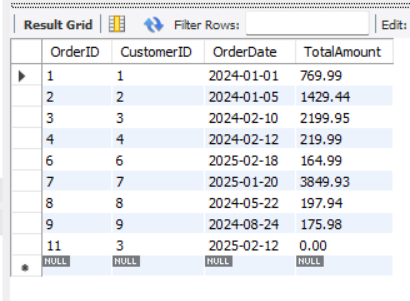 Result Grid Filter Rows: Edit:
OrderID CustomerID OrderDate TotalAmount
1 1 2024-01-01 769.99
2 2 2024-01-05 1429.44
3 3 2024-02-10 2199.95
4 4 2024-02-12 219.99
6 6 2025-02-18 164.99
7 7 2025-01-20 3849.93
8 8 2024-05-22 197.94
9 9 2024-08-24 175.98
11 3 2025-02-12 0.00
NULL NULL NULL NULL